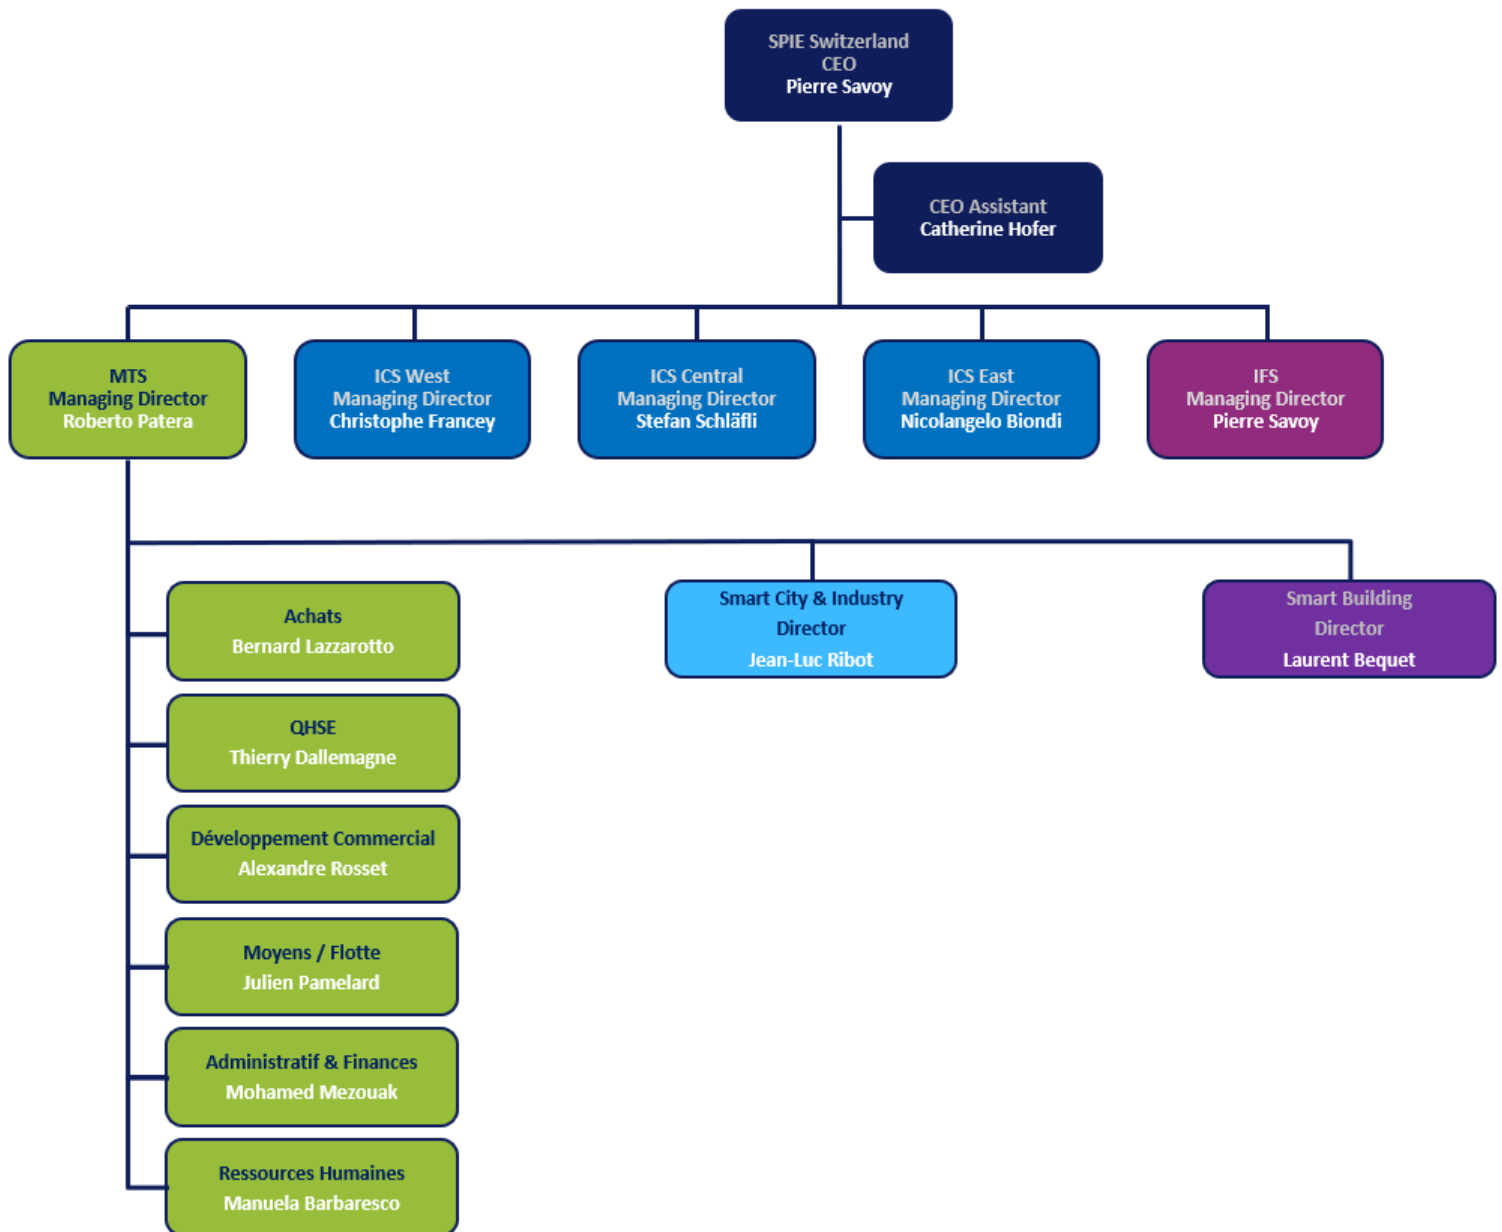 SPIE Switzerland
CEO
Pierre Savoy
CEO Assistant
Catherine Hofer
MTS
Managing Director
Roberto Patera
ICS West
Managing Director
Christophe Francey
ICS Central
Managing Director
Stefan Schläfli
ICS East
Managing Director
Nicolangelo Biondi
IFS
Managing Director
Pierre Savoy
Achats
Bernard Lazzarotto
Smart City & Industry
Director
Jean-Luc Ribot
Smart Building
Director
Laurent Bequet
QHSE
Thierry Dallemagne
Développement Commercial
Alexandre Rosset
Moyens / Flotte
Julien Pamelard
Administratif & Finances
Mohamed Mezouak
Ressources Humaines
Manuela Barbaresco